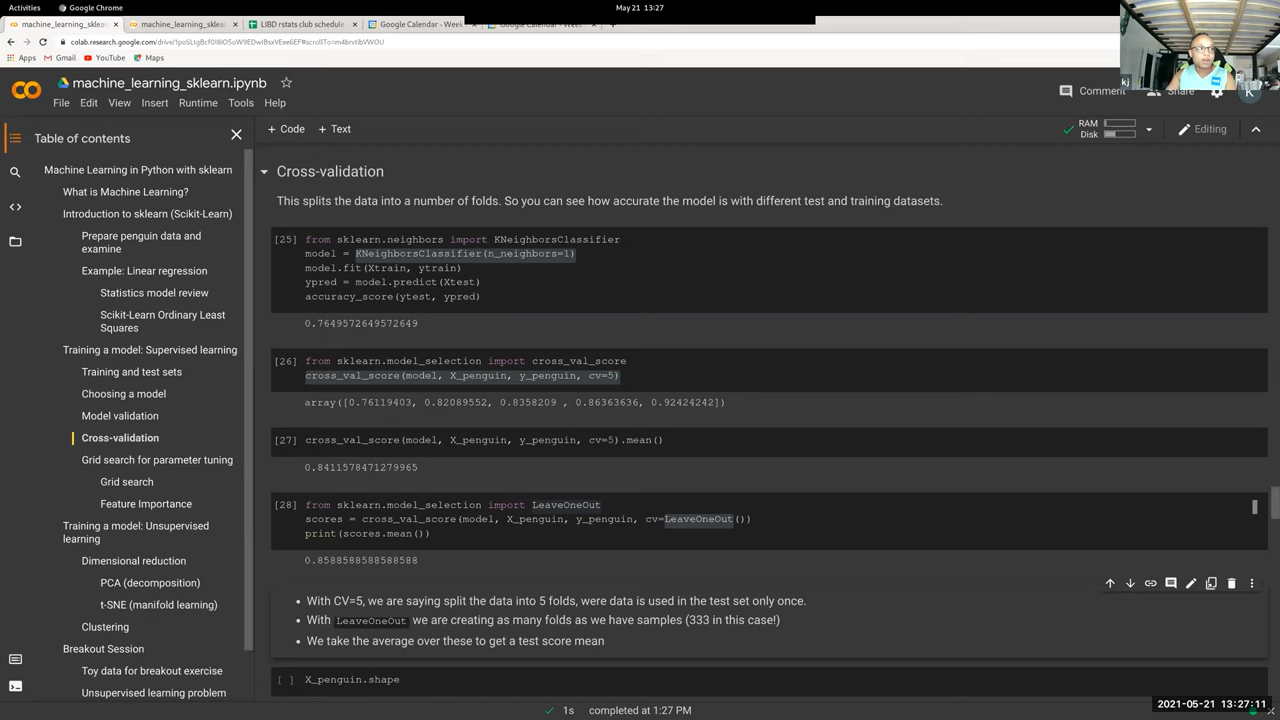 Activities
Google Chrome
May 21 13:27
machine_learning_sklearn.i
machine_learning_sklearn.i
LIBD rstats club schedule
Google Calendar - Week
Google Calendar - Week
Apps
Gmail
YouTube
Maps
kj
machine_learning_sklearn.ipynb
File Edit View Insert Runtime Tools Help
Comment
Share
K
Table of contents
+ Code + Text
RAM
Disk
Editing
Machine Learning in Python with sklearn
What is Machine Learning?
Introduction to sklearn (Scikit-Learn)
Prepare penguin data and
examine
Example: Linear regression
Statistics model review
Scikit-Learn Ordinary Least
Squares
Training a model: Supervised learning
Training and test sets
Choosing a model
Model validation
Cross-validation
Grid search for parameter tuning
Grid search
Feature Importance
Training a model: Unsupervised
learning
Dimensional reduction
PCA (decomposition)
t-SNE (manifold learning)
Clustering
Breakout Session
Toy data for breakout exercise
Unsupervised learning problem
Cross-validation
This splits the data into a number of folds. So you can see how accurate the model is with different test and training datasets.
[25] from sklearn.neighbors import KNeighborsClassifier
model = KNeighborsClassifier(n_neighbors=1)
model.fit(Xtrain, ytrain)
ypred = model.predict(Xtest)
accuracy_score(ytest, ypred)
0.7649572649572649
[26] from sklearn.model_selection import cross_val_score
cross_val_score(model, X_penguin, y_penguin, cv=5)
array([0.76119403, 0.82089552, 0.8358209 , 0.86363636, 0.92424242])
[27] cross_val_score(model, X_penguin, y_penguin, cv=5).mean()
0.8411578471279965
[28] from sklearn.model_selection import LeaveOneOut
scores = cross_val_score(model, X_penguin, y_penguin, cv=LeaveOneOut())
print(scores.mean())
0.8588588588588588
• With CV=5, we are saying split the data into 5 folds, were data is used in the test set only once.
• With LeaveOneOut we are creating as many folds as we have samples (333 in this case!)
• We take the average over these to get a test score mean
[ ] X_penguin.shape
1s completed at 1:27 PM
2021-05-21 13:27:11